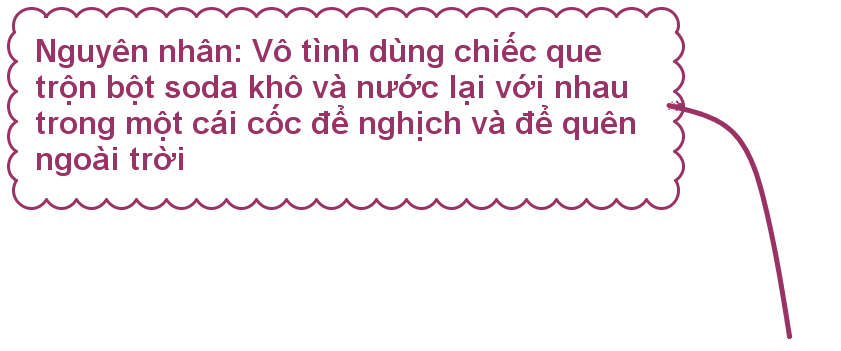 Nguyên nhân: Vô tình dùng chiếc que
trộn bột soda khô và nước lại với nhau
trong một cái cốc để nghịch và để quên
ngoài trời